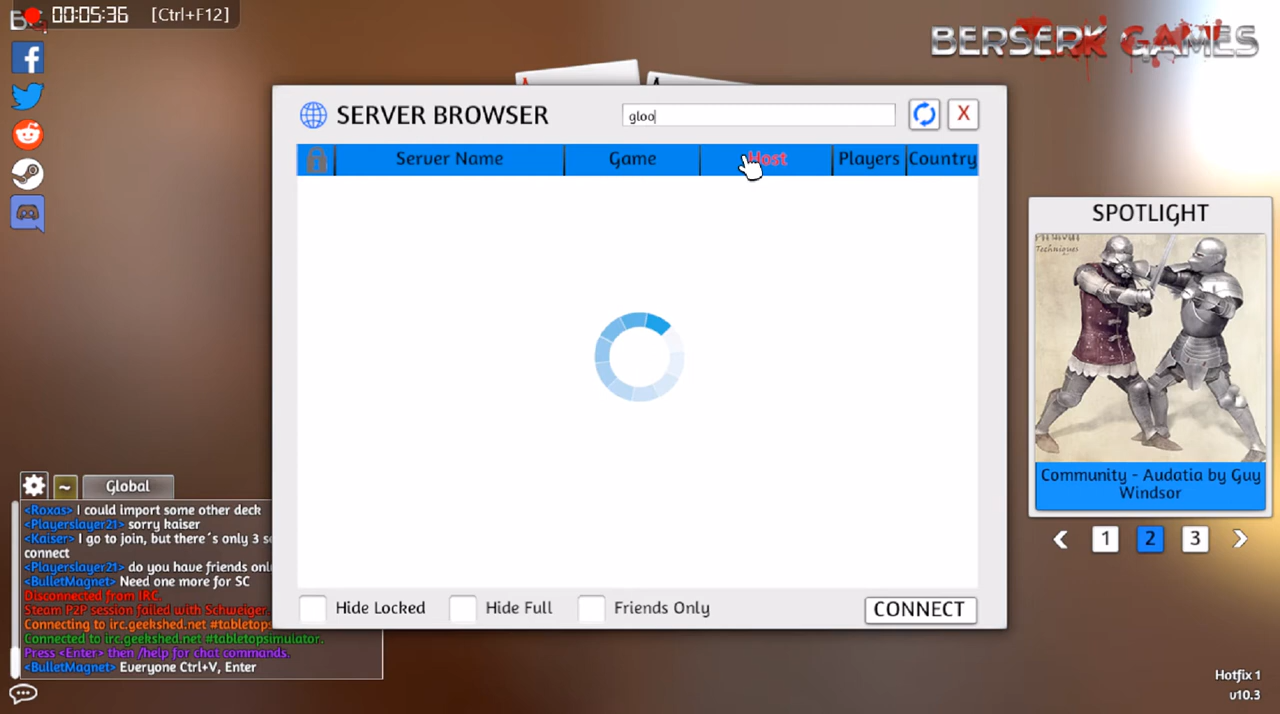 00:05:36 [Ctrl+F12]
BERSERK GAMES
SERVER BROWSER
gloo
Server Name Game Host Players Country
SPOTLIGHT
Techniques
Community - Audatia by Guy
Windsor
1 2 3
~ Global
<Roxas> I could import some other deck
<Playerslayer21> sorry kaiser
<Kaiser> I go to join, but there´s only 3 se
connect
<Playerslayer21> do you have friends onl
<BulletMagnet> Need one more for SC
Disconnected from IRC.
Steam P2P session failed with Schweiger.
Connecting to irc.geekshed.net #tabletops
Connected to irc.geekshed.net #tabletopsimulator.
Press <Enter> then /help for chat commands.
<BulletMagnet> Everyone Ctrl+V, Enter
Hide Locked Hide Full Friends Only CONNECT
Hotfix 1
v10.3